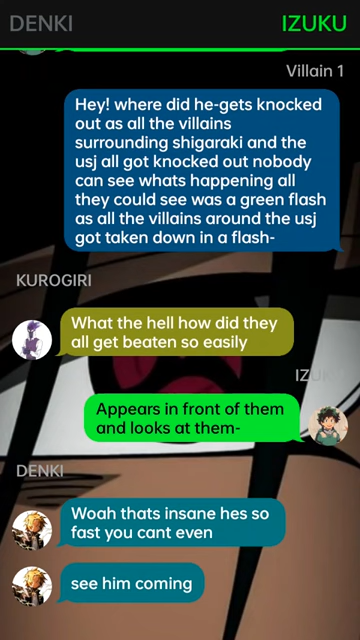 DENKI
IZUKU
Villain 1
Hey! where did he-gets knocked
out as all the villains
surrounding shigaraki and the
usj all got knocked out nobody
can see whats happening all
they could see was a green flash
as all the villains around the usj
got taken down in a flash-
KUROGIRI
What the hell how did they
all get beaten so easily
IZUKU
Appears in front of them
and looks at them-
DENKI
Woah thats insane hes so
fast you cant even
see him coming